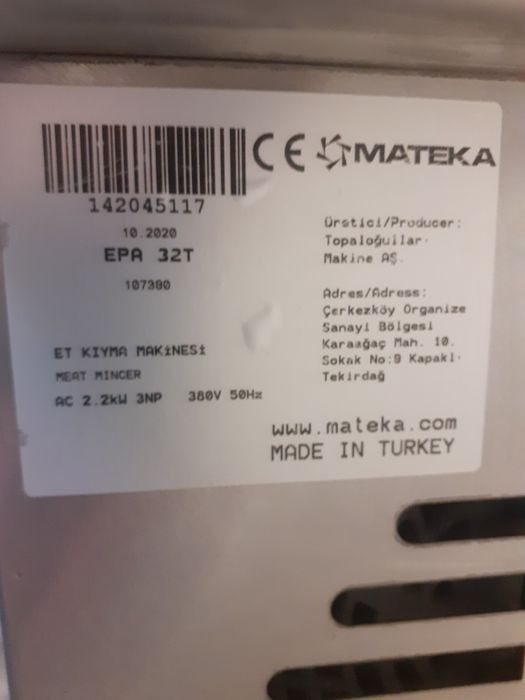 CE MATEKA
142045117
10.2020
EPA 32T
107380
Ürstici/Producer:
Topaloğulları
Makine AŞ.
Adres/Adress:
Çerkezköy Organize
Sanayi Bölgesi
Karaağaç Mah. 10.
Sokak No:9 Kapaklı
Tekirdağ
ET KIYMA MAKİNESİ
MEAT MINCER
AC 2.2kW 3NP 380V 50Hz
www.mateka.com
MADE IN TURKEY